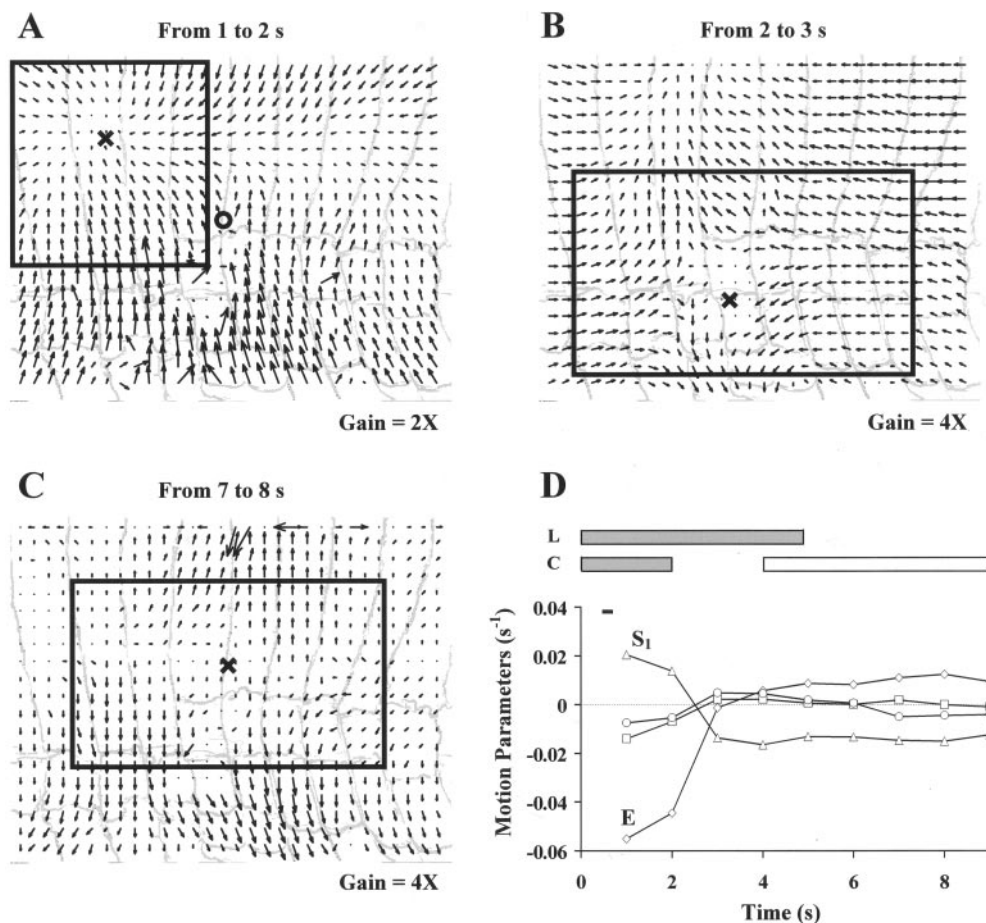 A
From 1 to 2 s
Gain = 2X
B
From 2 to 3 s
Gain = 4X
C
From 7 to 8 s
Gain = 4X
D
L
C
Motion Parameters (s⁻¹)
0.04
0.02
0
-0.02
-0.04
-0.06
S₁
E
0 2 4 6 8
Time (s)